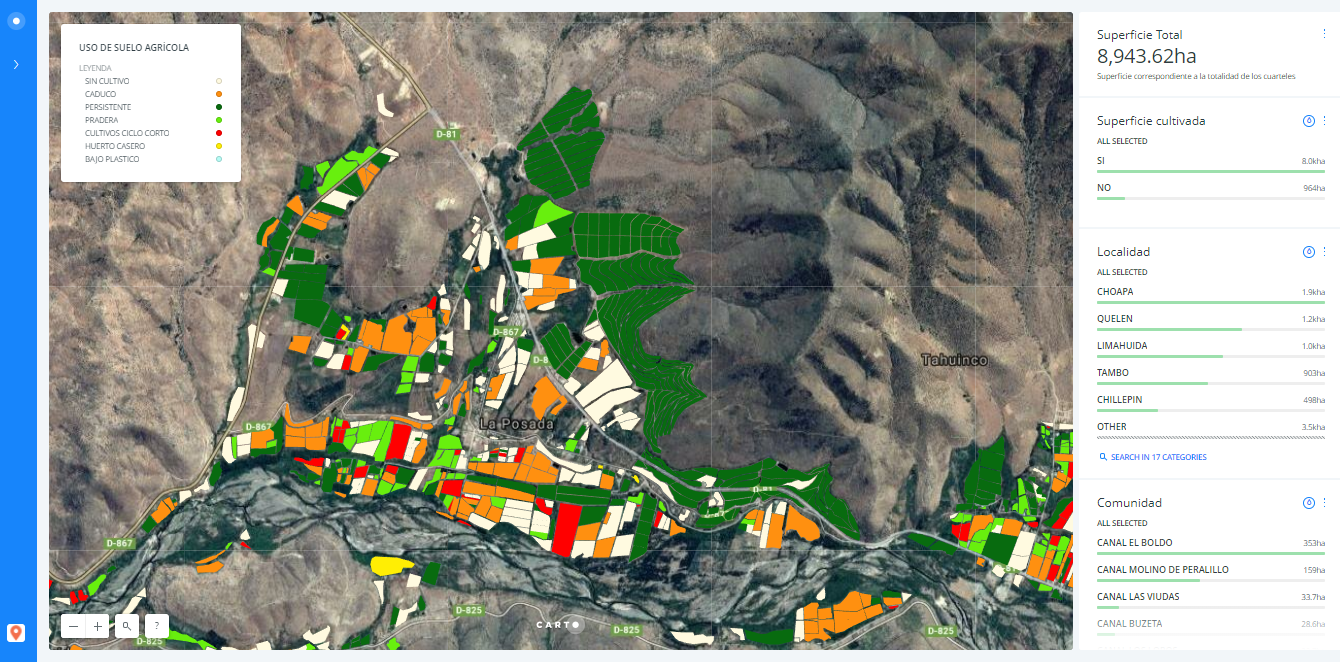 USO DE SUELO AGRÍCOLA
LEYENDA
SIN CULTIVO
CADUCO
PERSISTENTE
PRADERA
CULTIVOS CICLO CORTO
HUERTO CASERO
BAJO PLASTICO
D-81
D-867
D-867
La Posada
Tahuinco
D-81
D-867
D-825
D-825
D-825
D-825
?
CARTO
Superficie Total
8,943.62ha
Superficie correspondiente a la totalidad de los cuarteles
Superficie cultivada
ALL SELECTED
SI 8.0kha
NO 964ha
Localidad
ALL SELECTED
CHOAPA 1.9kha
QUELEN 1.2kha
LIMAHUIDA 1.0kha
TAMBO 903ha
CHILLEPIN 498ha
OTHER 3.5kha
SEARCH IN 17 CATEGORIES
Comunidad
ALL SELECTED
CANAL EL BOLDO 353ha
CANAL MOLINO DE PERALILLO 159ha
CANAL LAS VIUDAS 33.7ha
CANAL BUZETA 28.6ha